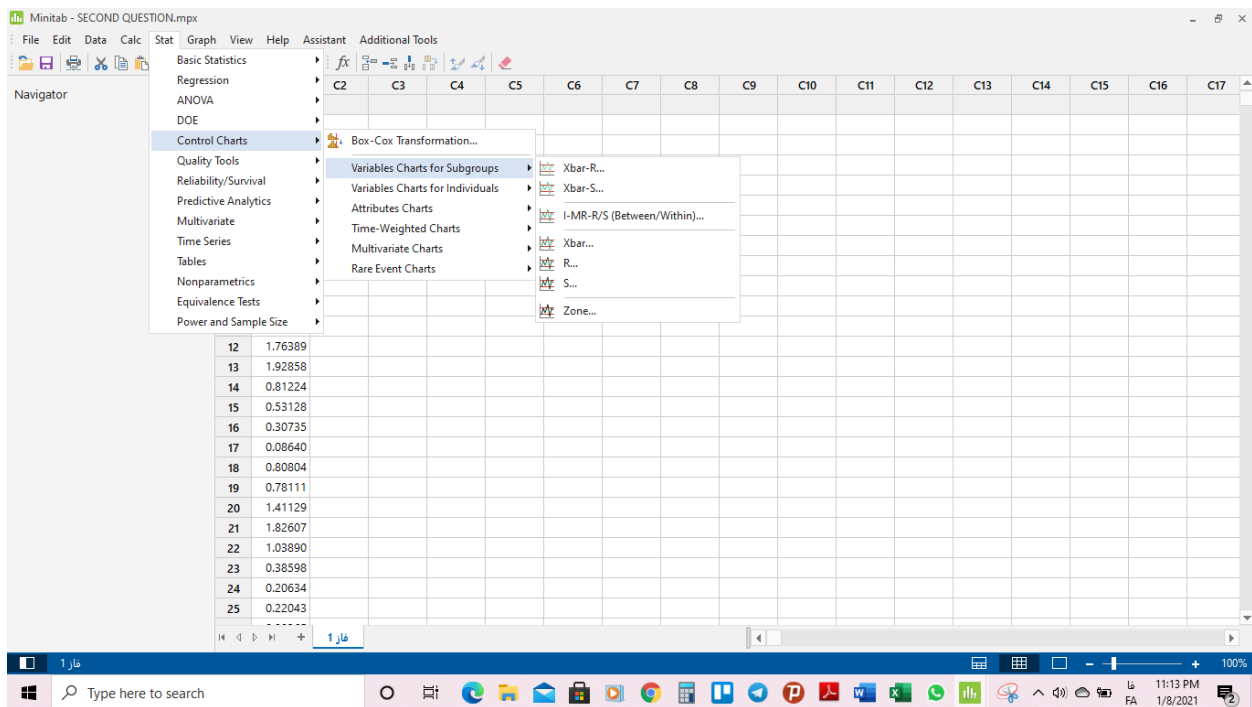 Minitab - SECOND QUESTION.mpx
File Edit Data Calc Stat Graph View Help Assistant Additional Tools
Navigator
Basic Statistics
Regression
ANOVA
DOE
Control Charts
Quality Tools
Reliability/Survival
Predictive Analytics
Multivariate
Time Series
Tables
Nonparametrics
Equivalence Tests
Power and Sample Size
Box-Cox Transformation...
Variables Charts for Subgroups
Variables Charts for Individuals
Attributes Charts
Time-Weighted Charts
Multivariate Charts
Rare Event Charts
Xbar-R...
Xbar-S...
I-MR-R/S (Between/Within)...
Xbar...
R...
S...
Zone...
C2 C3 C4 C5 C6 C7 C8 C9 C10 C11 C12 C13 C14 C15 C16 C17
12 1.76389
13 1.92858
14 0.81224
15 0.53128
16 0.30735
17 0.08640
18 0.80804
19 0.78111
20 1.41129
21 1.82607
22 1.03890
23 0.38598
24 0.20634
25 0.22043
فاز 1
فاز 1
100%
Type here to search
فا
FA
11:13 PM
1/8/2021